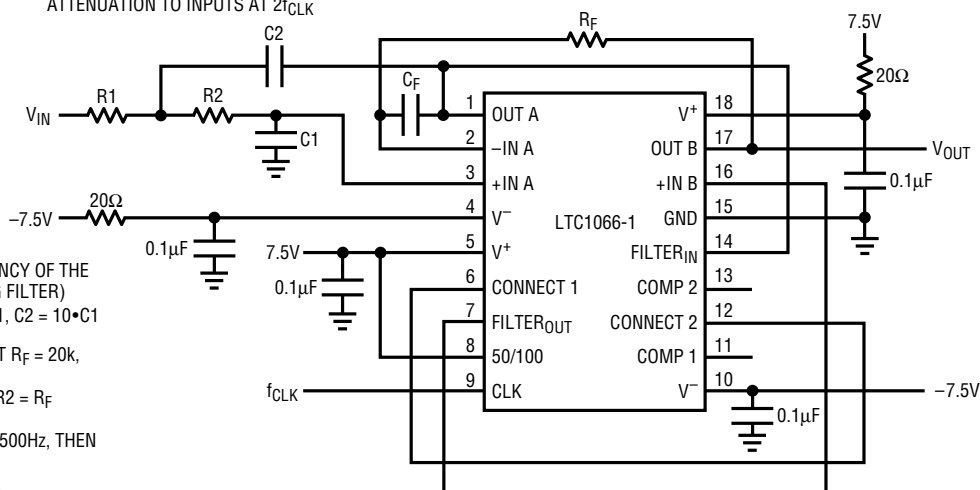 ATTENUATION TO INPUTS AT 2fCLK
C2
RF
7.5V
20Ω
CF
R1
R2
VIN
C1
1 OUT A
2 –IN A
3 +IN A
4 V–
5 V+
6 CONNECT 1
7 FILTEROUT
8 50/100
9 CLK
LTC1066-1
V+ 18
OUT B 17
+IN B 16
GND 15
FILTERIN 14
COMP 2 13
CONNECT 2 12
COMP 1 11
V– 10
VOUT
0.1µF
–7.5V
20Ω
0.1µF
7.5V
0.1µF
fCLK
–7.5V
0.1µF
NCY OF THE
FILTER)
, C2 = 10•C1
T RF = 20k,
R2 = RF
500Hz, THEN